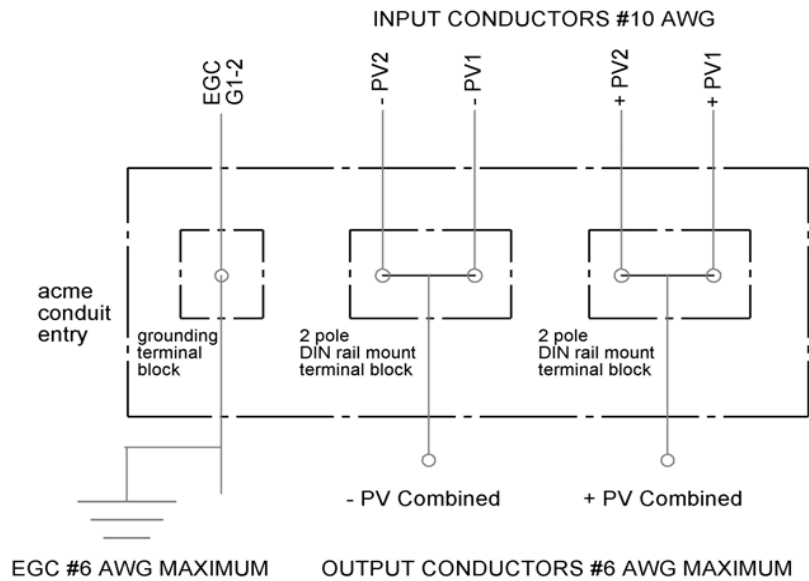 INPUT CONDUCTORS #10 AWG
EGC
G1-2
- PV2
- PV1
+ PV2
+ PV1
acme
conduit
entry
grounding
terminal
block
2 pole
DIN rail mount
terminal block
2 pole
DIN rail mount
terminal block
- PV Combined
+ PV Combined
EGC #6 AWG MAXIMUM
OUTPUT CONDUCTORS #6 AWG MAXIMUM